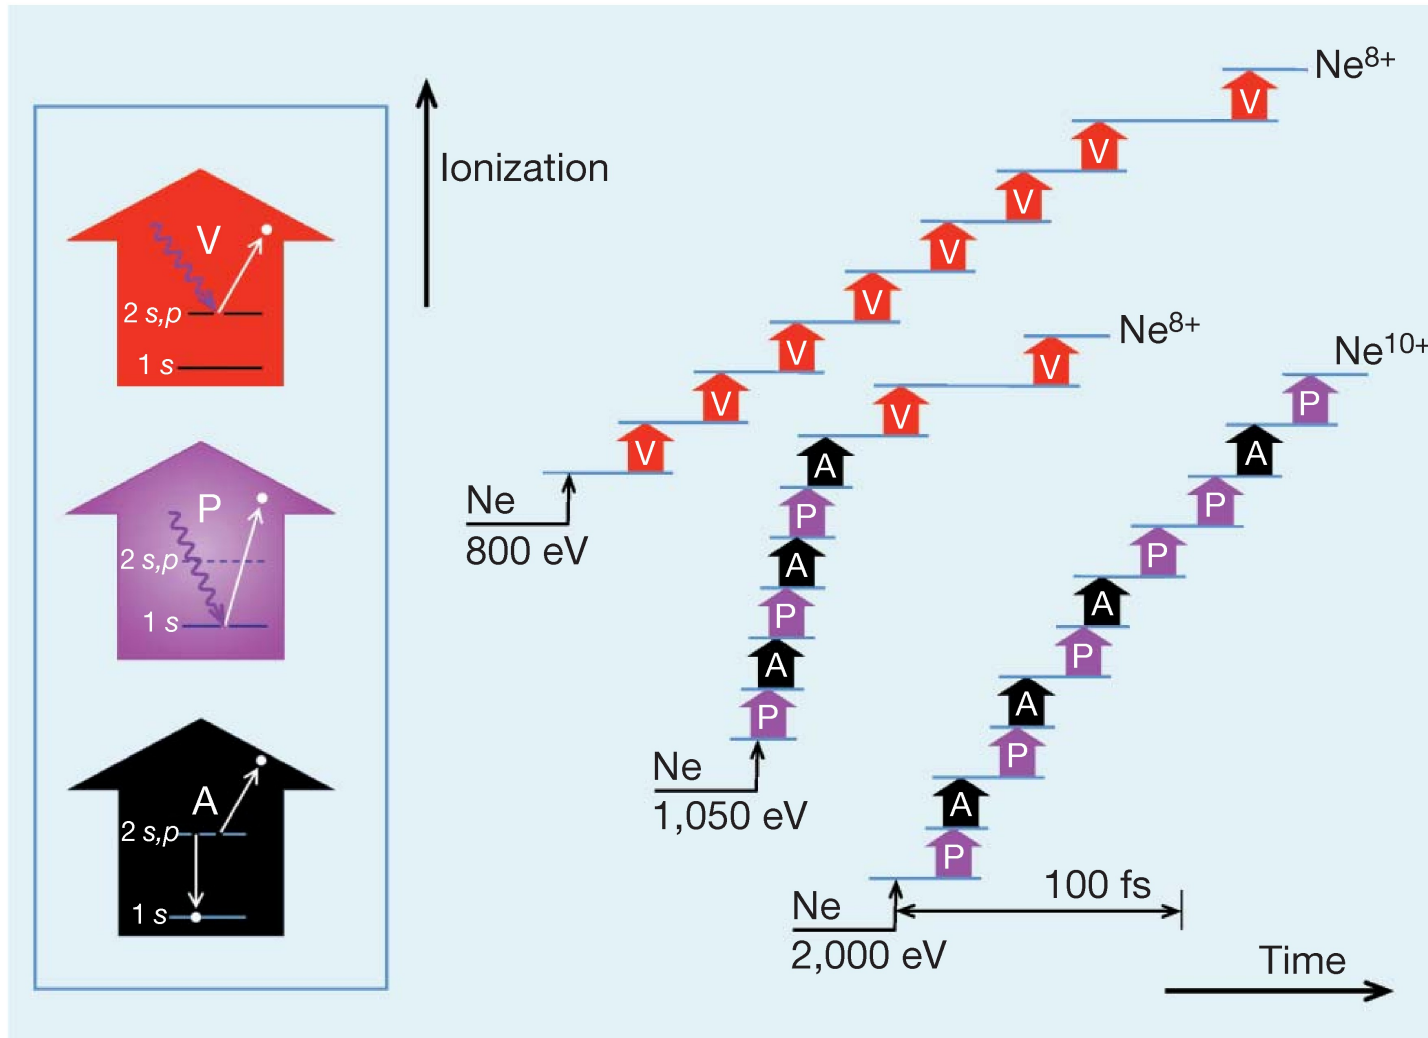 V
2 s,p
1 s
P
2 s,p
1 s
A
2 s,p
1 s
Ionization
Ne
800 eV
V
V
V
V
V
V
V
V
Ne8+
Ne
1,050 eV
P
A
P
A
P
A
V
V
Ne8+
Ne
2,000 eV
P
A
P
A
P
A
P
P
A
P
Ne10+
100 fs
Time